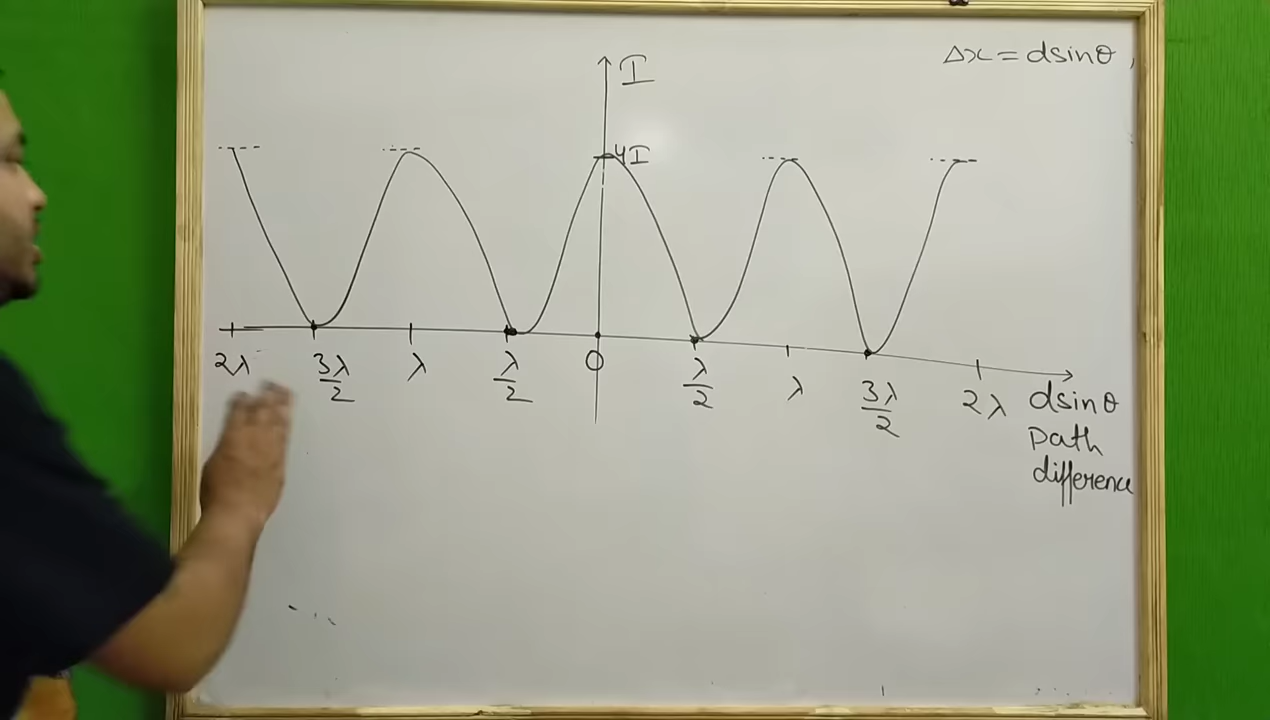 Δx = dsinθ,
I
4I
2λ 3λ/2 λ λ/2 0 λ/2 λ 3λ/2 2λ dsinθ
path
difference